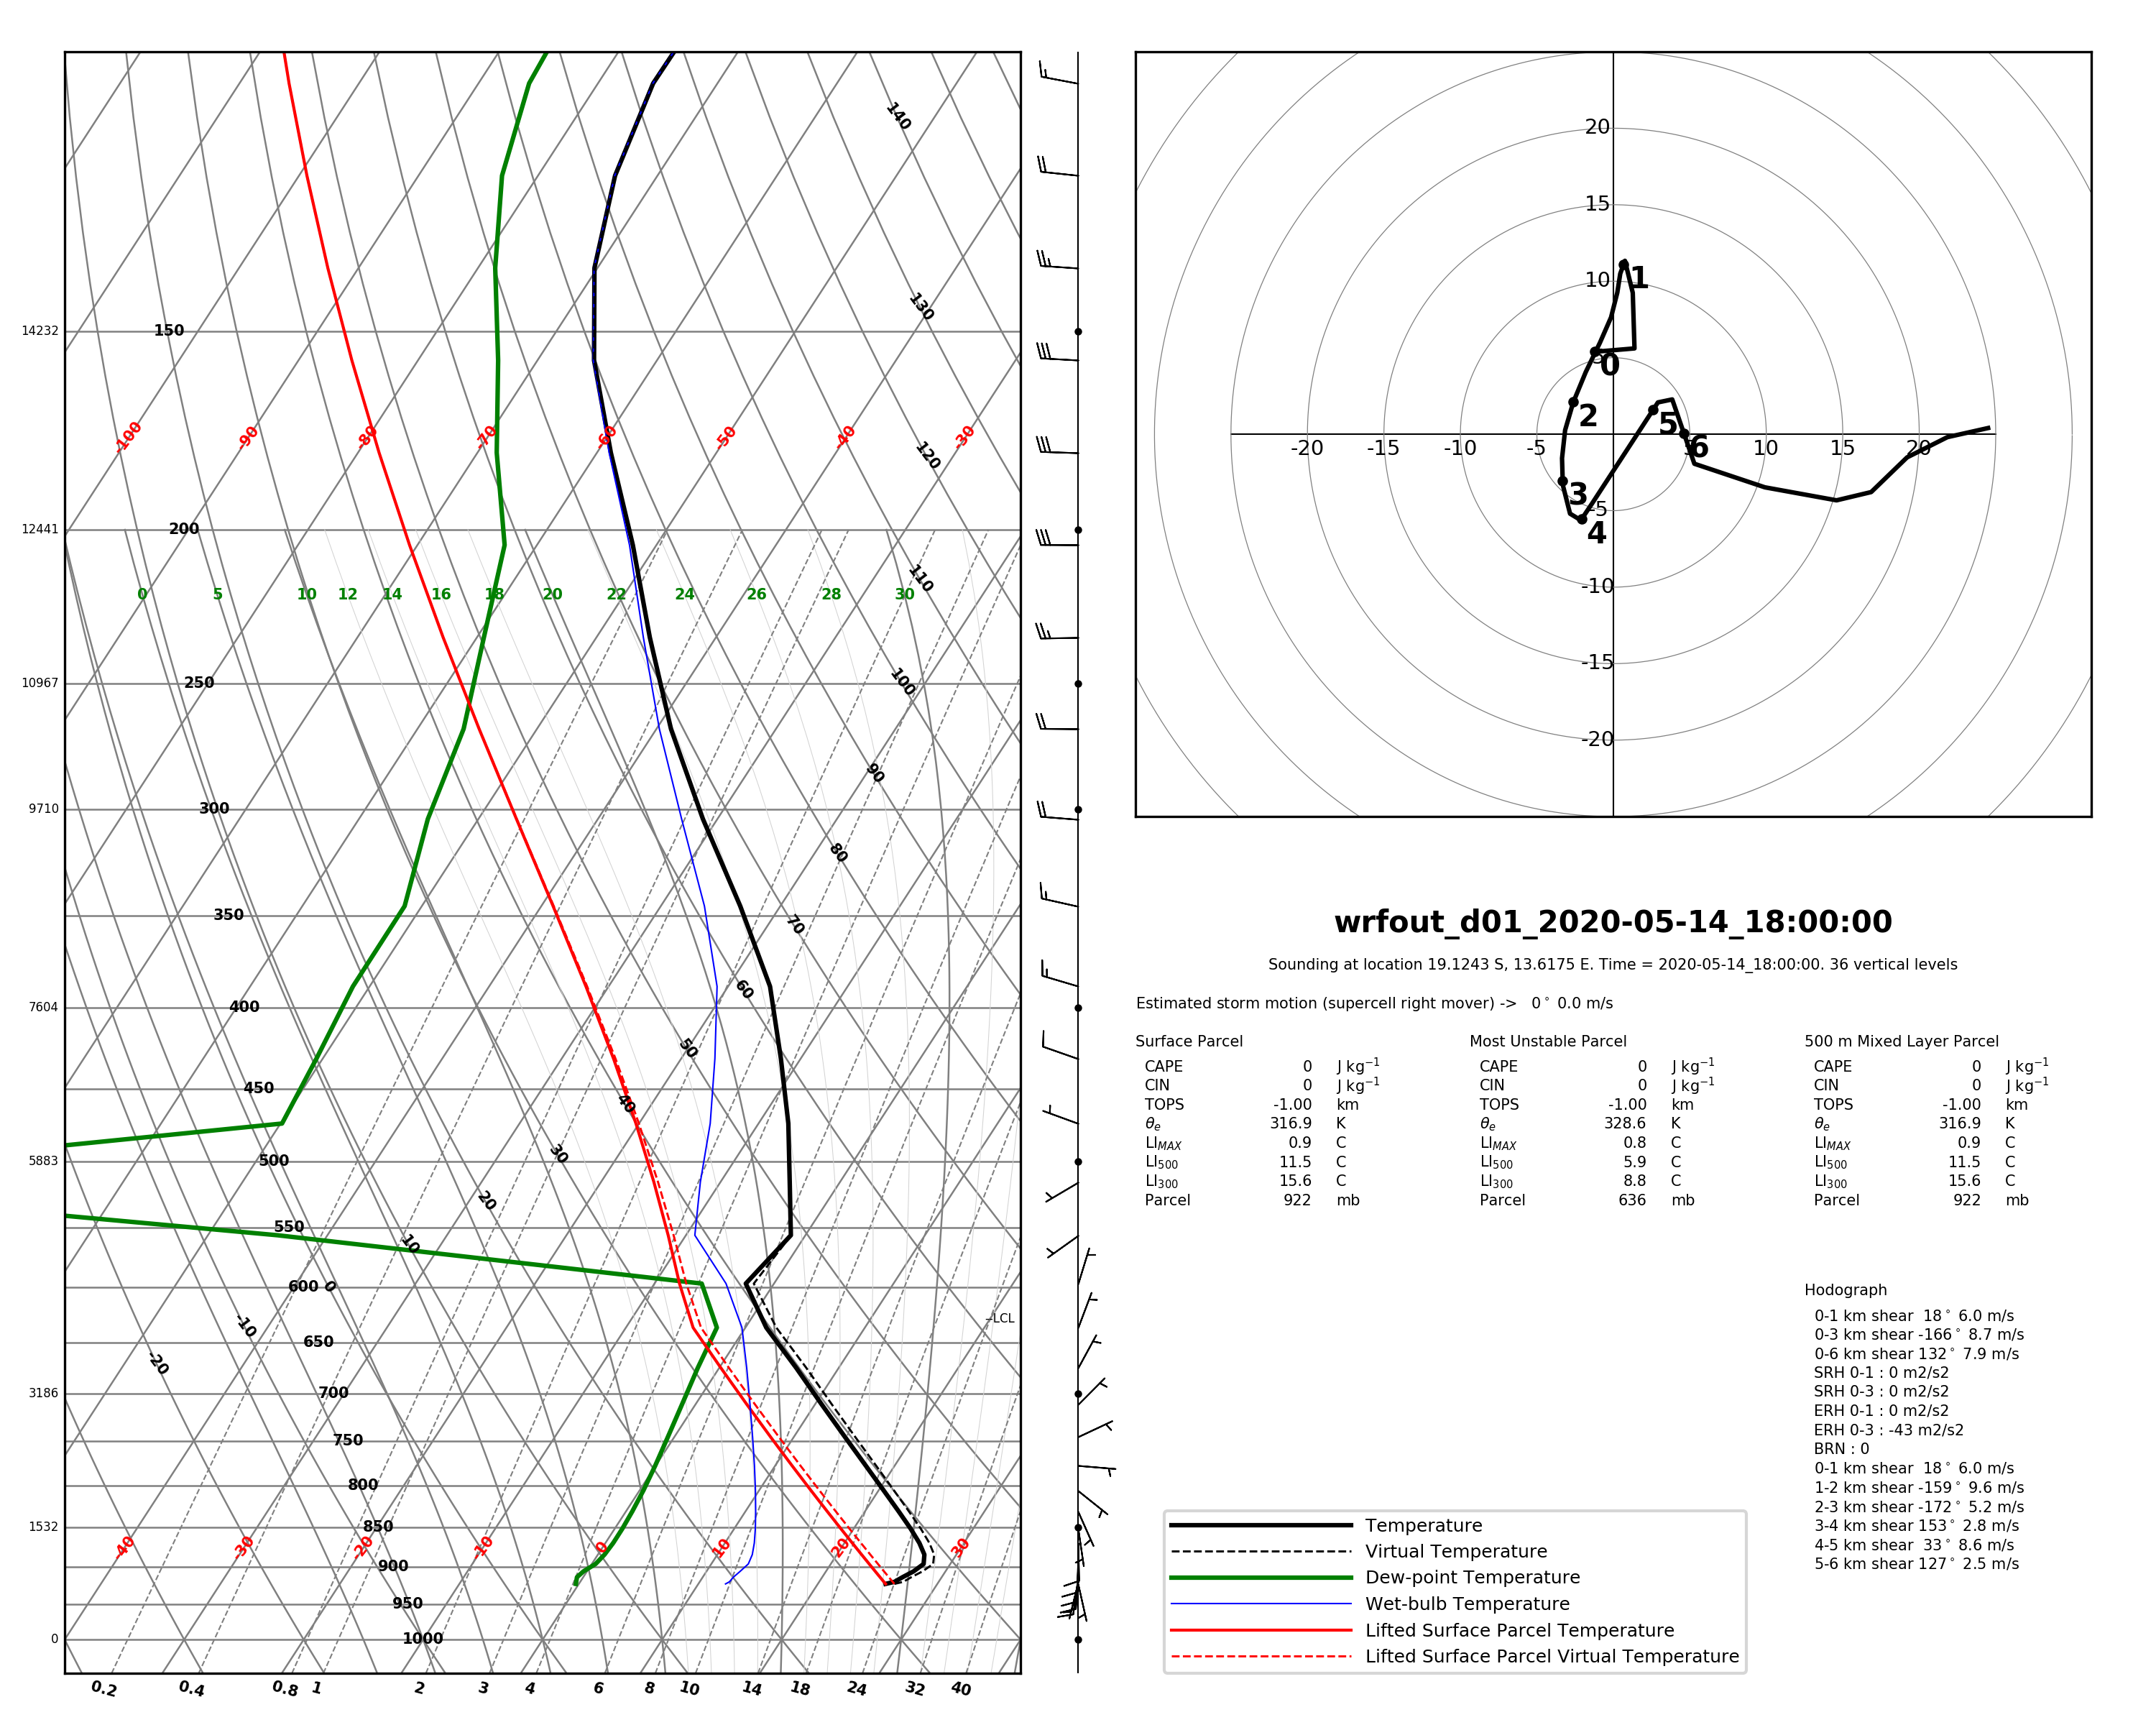 140
130
14232 150
-100 -90 -80 -70 -60 -50 -40 -30
120
12441 200
110
0 5 10 12 14 16 18 20 22 24 26 28 30
10967 250 100
90
9710 300
80
350 70
60
7604 400
50
450 40
5883 500 30
20
550 10
600 0
-10 650 --LCL
-20
3186 700
750
800
1532 850
-40 -30 -20 -10 0 10 20 30
900
950
0 1000
0.2 0.4 0.8 1 2 3 4 6 8 10 14 18 24 32 40
20
15
10 1
5
0
2 5
-20 -15 -10 -5 5 6 10 15 20
3
-5
4
-10
-15
-20
wrfout_d01_2020-05-14_18:00:00
Sounding at location 19.1243 S, 13.6175 E. Time = 2020-05-14_18:00:00. 36 vertical levels
Estimated storm motion (supercell right mover) -> 0° 0.0 m/s
Surface Parcel Most Unstable Parcel 500 m Mixed Layer Parcel
CAPE 0 J kg⁻¹ CAPE 0 J kg⁻¹ CAPE 0 J kg⁻¹
CIN 0 J kg⁻¹ CIN 0 J kg⁻¹ CIN 0 J kg⁻¹
TOPS -1.00 km TOPS -1.00 km TOPS -1.00 km
θe 316.9 K θe 328.6 K θe 316.9 K
LIMAX 0.9 C LIMAX 0.8 C LIMAX 0.9 C
LI500 11.5 C LI500 5.9 C LI500 11.5 C
LI300 15.6 C LI300 8.8 C LI300 15.6 C
Parcel 922 mb Parcel 636 mb Parcel 922 mb
Hodograph
0-1 km shear 18° 6.0 m/s
0-3 km shear -166° 8.7 m/s
0-6 km shear 132° 7.9 m/s
SRH 0-1 : 0 m2/s2
SRH 0-3 : 0 m2/s2
ERH 0-1 : 0 m2/s2
ERH 0-3 : -43 m2/s2
BRN : 0
0-1 km shear 18° 6.0 m/s
1-2 km shear -159° 9.6 m/s
2-3 km shear -172° 5.2 m/s
3-4 km shear 153° 2.8 m/s
4-5 km shear 33° 8.6 m/s
5-6 km shear 127° 2.5 m/s
Temperature
Virtual Temperature
Dew-point Temperature
Wet-bulb Temperature
Lifted Surface Parcel Temperature
Lifted Surface Parcel Virtual Temperature